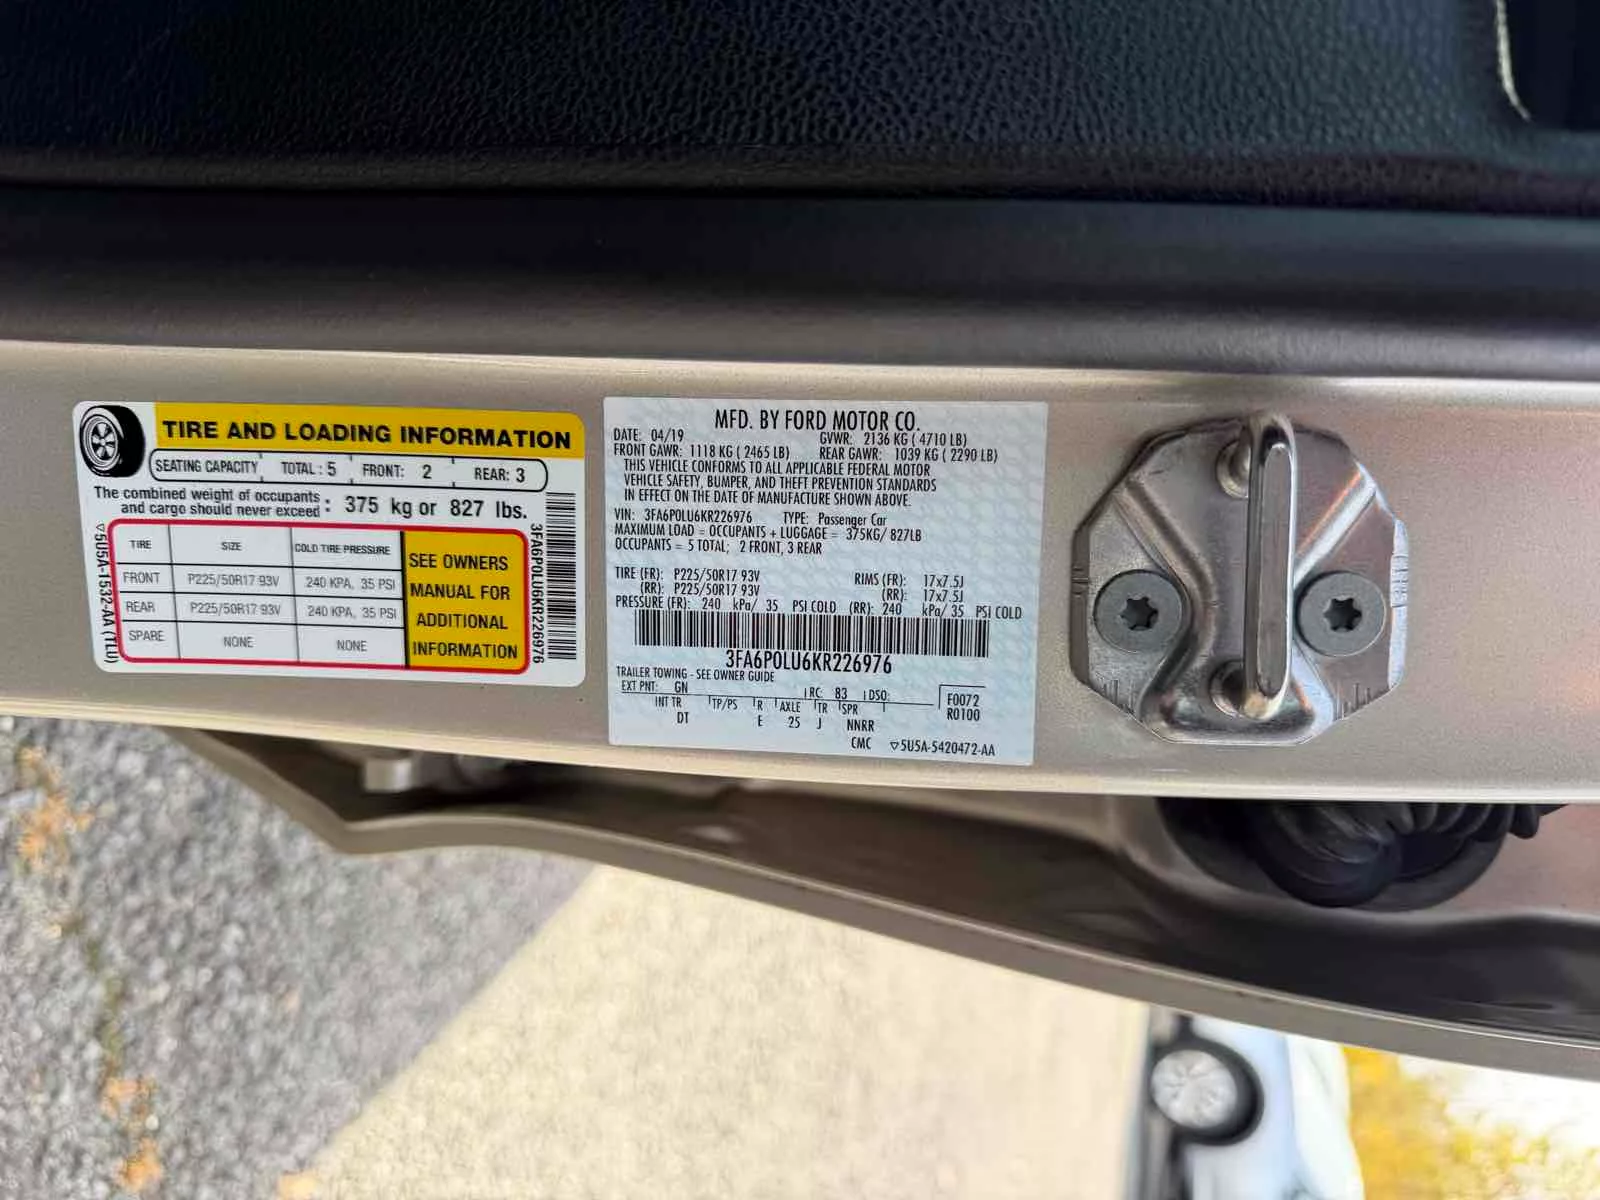 TIRE AND LOADING INFORMATION
SEATING CAPACITY TOTAL: 5 FRONT: 2 REAR: 3
The combined weight of occupants and cargo should never exceed : 375 kg or 827 lbs.
TIRE SIZE COLD TIRE PRESSURE
FRONT P225/50R17 93V 240 KPA, 35 PSI
REAR P225/50R17 93V 240 KPA, 35 PSI
SPARE NONE NONE
SEE OWNERS
MANUAL FOR
ADDITIONAL
INFORMATION
▽5U5A-1532-AA (TLU)
3FA6P0LU6KR226976
MFD. BY FORD MOTOR CO.
DATE: 04/19 GVWR: 2136 KG ( 4710 LB)
FRONT GAWR: 1118 KG ( 2465 LB) REAR GAWR: 1039 KG ( 2290 LB)
THIS VEHICLE CONFORMS TO ALL APPLICABLE FEDERAL MOTOR
VEHICLE SAFETY, BUMPER, AND THEFT PREVENTION STANDARDS
IN EFFECT ON THE DATE OF MANUFACTURE SHOWN ABOVE.
VIN: 3FA6P0LU6KR226976 TYPE: Passenger Car
MAXIMUM LOAD = OCCUPANTS + LUGGAGE = 375KG/ 827LB
OCCUPANTS = 5 TOTAL; 2 FRONT, 3 REAR
TIRE (FR): P225/50R17 93V RIMS (FR): 17x7.5J
(RR): P225/50R17 93V (RR): 17x7.5J
PRESSURE (FR): 240 kPa/ 35 PSI COLD (RR): 240 kPa/ 35 PSI COLD
3FA6P0LU6KR226976
TRAILER TOWING - SEE OWNER GUIDE
EXT PNT: GN RC: 83 DSO: F0072
INT TR TP/PS R AXLE TR SPR R0100
DT E 25 J NNRR
CMC ▽5U5A-5420472-AA